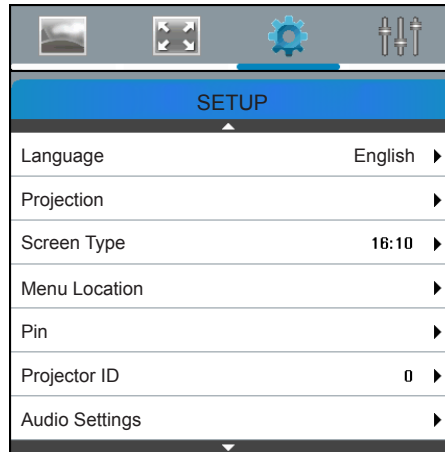 SETUP
Language English
Projection
Screen Type 16:10
Menu Location
Pin
Projector ID 0
Audio Settings